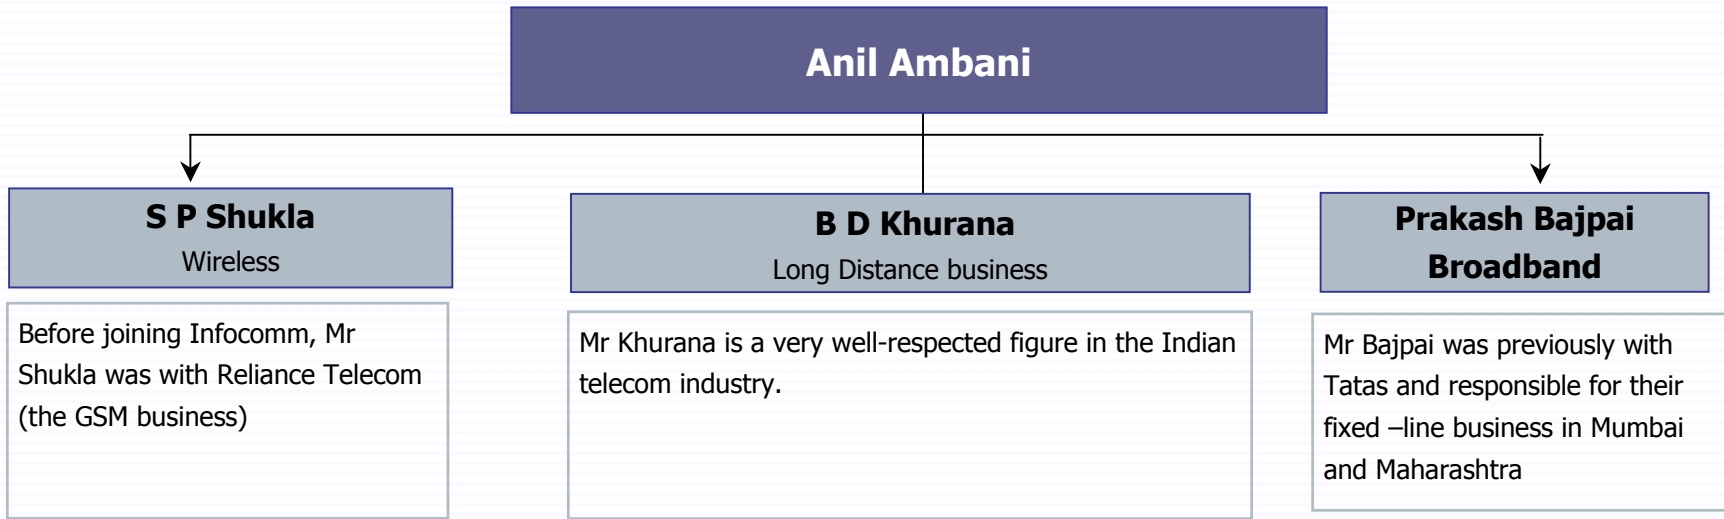 Anil Ambani
S P Shukla
Wireless
B D Khurana
Long Distance business
Prakash Bajpai
Broadband
Before joining Infocomm, Mr
Shukla was with Reliance Telecom
(the GSM business)
Mr Khurana is a very well-respected figure in the Indian
telecom industry.
Mr Bajpai was previously with
Tatas and responsible for their
fixed –line business in Mumbai
and Maharashtra